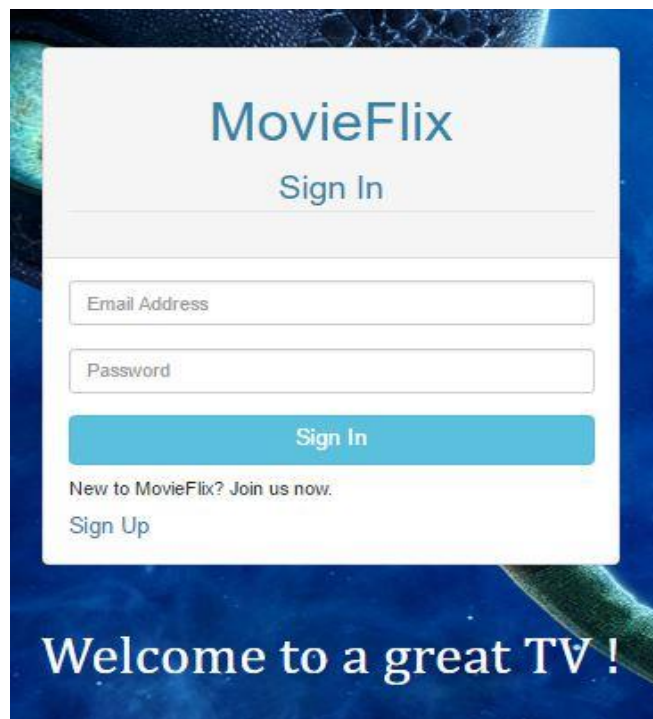 MovieFlix
Sign In
Email Address
Password
Sign In
New to MovieFlix? Join us now.
Sign Up
Welcome to a great TV !